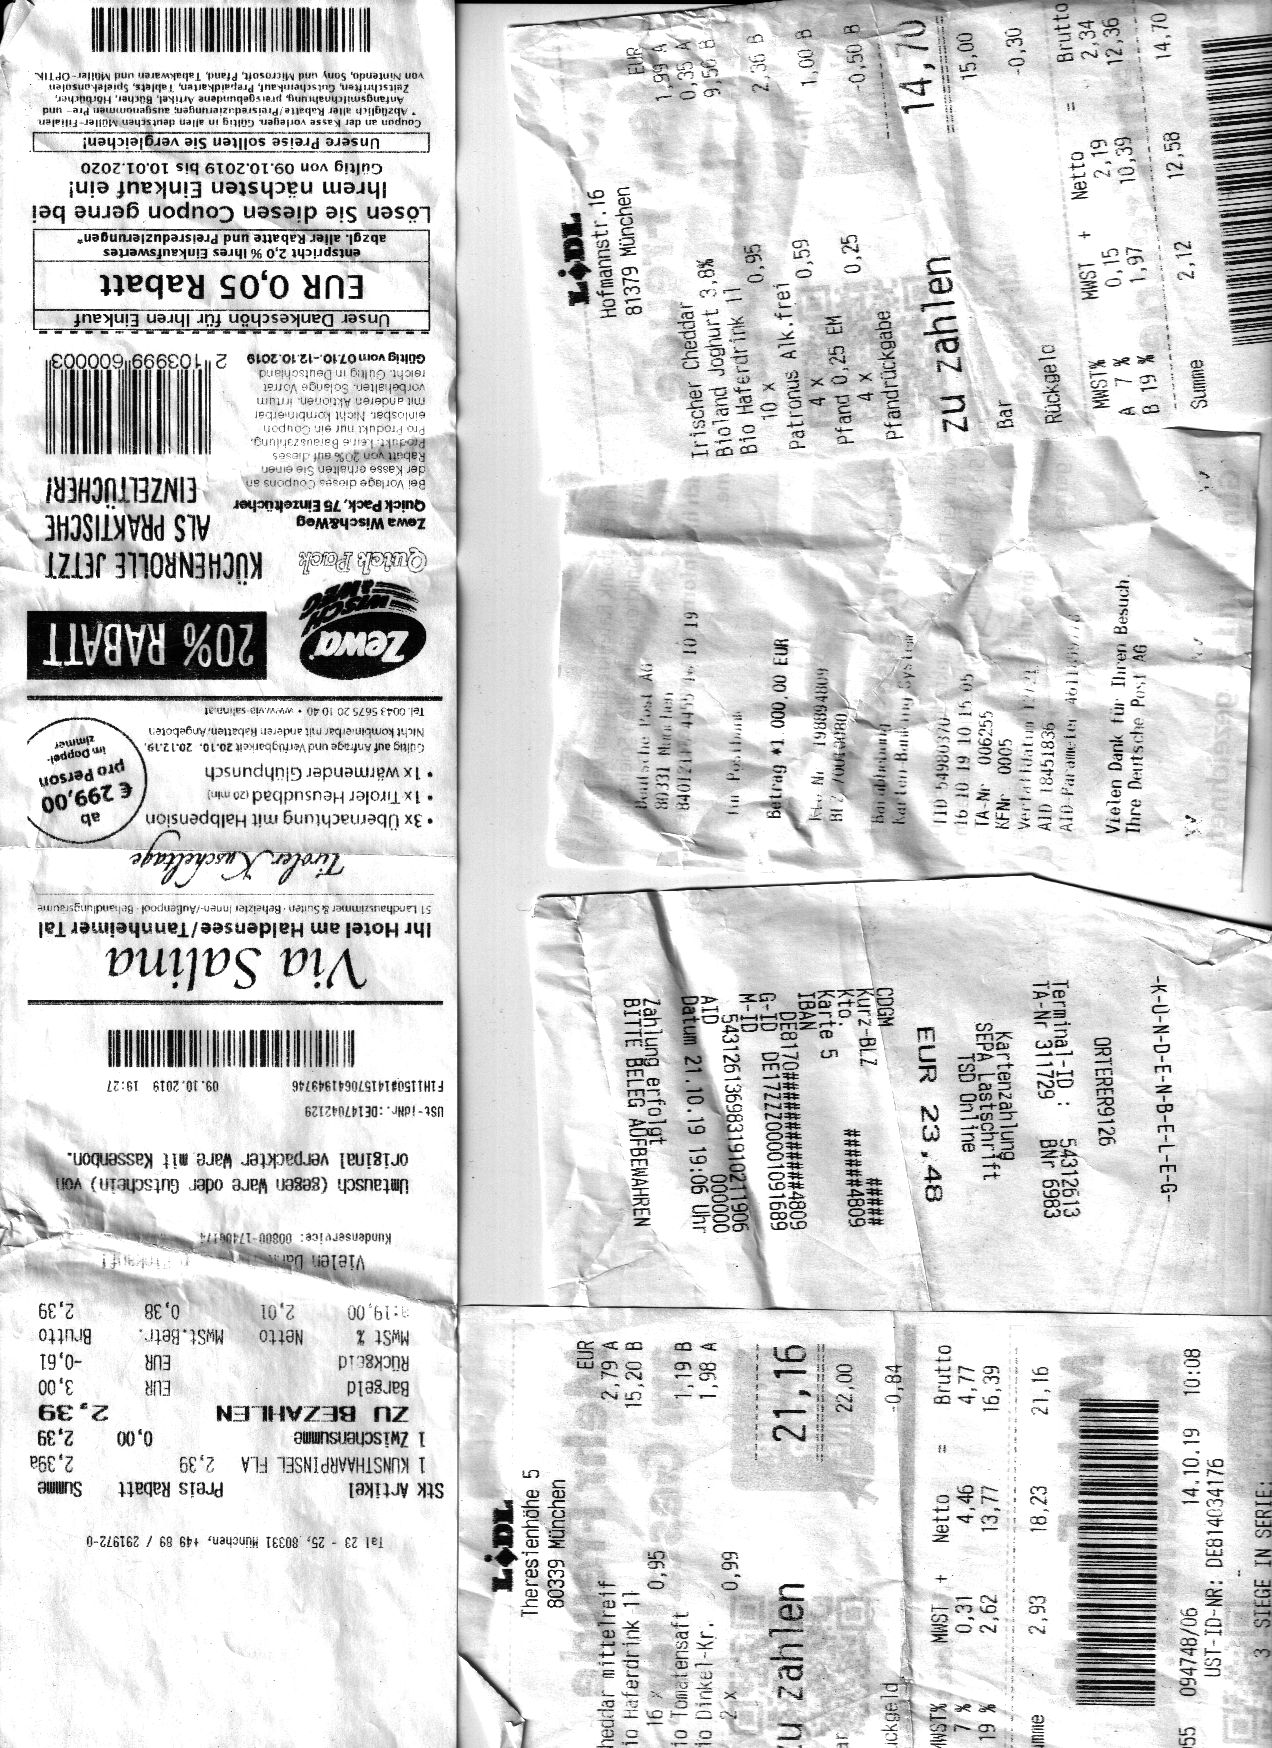 Tal 23 - 25, 80331 München, +49 89 / 291972-0
Stk Artikel Preis Rabatt Summe
1 KUNSTHAARPINSEL FLA 2,39 2,39a
1 Zwischensumme 0,00 2,39
ZU BEZAHLEN 2,39
Bargeld EUR 3,00
Rückgeld EUR -0,61
MwSt % Netto MwSt.Betr. Brutto
a:19,00 2,01 0,38 2,39
Vielen
Kundenservice:
Umtausch (gegen Ware oder Gutschein) von
original verpackter Ware mit Kassenbon.
USt-IdNr.:DE147042129
FIH1150#141570641949746 09.10.2019 19:27
Via Salina
Ihr Hotel am Haldensee/Tannheimer Tal
51 Landhauszimmer & Suiten · Beheizter Innen-/Außenpool · Behandlungsräume
Tiroler Kuscheltage
• 3x Übernachtung mit Halbpension
• 1x Tiroler Heusudbad (20 min)
• 1x wärmender Glühpunsch
ab
€ 299,00
pro Person
im Doppel-
zimmer
Gültig auf Anfrage und Verfügbarkeit 20.10. - 20.12.19.
Nicht kombinierbar mit anderen Rabatten/Angeboten
Tel. 0043 5675 20 10 40 • www.via-salina.at
Zewa
WISCH
&WEG
20% RABATT
Quick Pack
KÜCHENROLLE JETZT
ALS PRAKTISCHE
EINZELTÜCHER!
Zewa Wisch&Weg
Quick Pack, 75 Einzeltücher
Bei Vorlage dieses Coupons an
der Kasse erhalten Sie einen
Rabatt von 20% auf dieses
Produkt. Keine Barauszahlung.
Pro Produkt nur ein Coupon
einlösbar. Nicht kombinierbar
mit anderen Aktionen. Irrtum
vorbehalten. Solange Vorrat
reicht. Gültig in Deutschland
Gültig vom 07.10.-12.10.2019
2 103999 600003
Unser Dankeschön für Ihren Einkauf
EUR 0,05 Rabatt
entspricht 2,0 % Ihres Einkaufswertes
abzgl. aller Rabatte und Preisreduzierungen*
Lösen Sie diesen Coupon gerne bei
Ihrem nächsten Einkauf ein!
Gültig von 09.10.2019 bis 10.01.2020
Unsere Preise sollten Sie vergleichen!
Coupon an der Kasse vorlegen. Gültig in allen deutschen Müller-Filialen
* Abzüglich aller Rabatte/Preisreduzierungen; ausgenommen Pre- und
Anfangsmilchnahrung, preisgebundene Artikel, Bücher, Hörbücher,
Zeitschriften, Gutscheinkauf, Prepaidkarten, Tablets, Spielekonsolen
von Nintendo, Sony und Microsoft, Pfand, Tabakwaren und Müller-OPTIK.
LIDL
Hofmannstr.16
81379 München
EUR
Irischer Cheddar 1,99 A
Bioland Joghurt 3,8% 0,35 A
Bio Haferdrink 1l 9,50 B
10 x 0,95
Patronus Alk.frei 2,36 B
4 x 0,59
Pfand 0,25 EM 1,00 B
4 x 0,25
Pfandrückgabe -0,50 B
zu zahlen 14,70
Bar 15,00
Rückgeld -0,30
MWST% MWST + Netto = Brutto
A 7 % 0,15 2,19 2,34
B 19 % 1,97 10,39 12,36
Summe 2,12 12,58 14,70
Deutsche Post AG
80331 München
16 10 19
Betrag *1 000,00 EUR
Kto Nr 198894809
BLZ
Karten-Banking-System
TID 54980370
16 10 19 10 15 05
TA-Nr 006255
KFNr 0005
Verfalldatum
AID 18451836
AID-Parameter
Vielen Dank für Ihren Besuch.
Ihre Deutsche Post AG
-K-U-N-D-E-N-B-E-L-E-G-
ORTERER9126
Terminal-ID : 54312613
TA-Nr 311729 BNr 6983
Kartenzahlung
SEPA Lastschrift
TSD Online
EUR 23,48
CDGM
Kurz-BLZ #####
Kto. ######4809
Karte 5
IBAN
DE8170############4809
G-ID DE17ZZZ00001091689
M-ID
5431261369831910211906
AID 000000
Datum 21.10.19 19:06 Uhr
Zahlung erfolgt
BITTE BELEG AUFBEWAHREN
LIDL
Theresienhöhe 5
80339 München
EUR
heddar mittelreif 2,79 A
io Haferdrink 1l 15,20 B
16 x 0,95
io Tomatensaft 1,19 B
io Dinkel-Kr. 1,98 A
2 x 0,99
zu zahlen 21,16
ar 22,00
ückgeld -0,84
MWST% MWST + Netto = Brutto
7 % 0,31 4,46 4,77
19 % 2,62 13,77 16,39
umme 2,93 18,23 21,16
55 094748/06 14.10.19 10:08
UST-ID-NR: DE814034176
3 SIEGE IN SERIE: